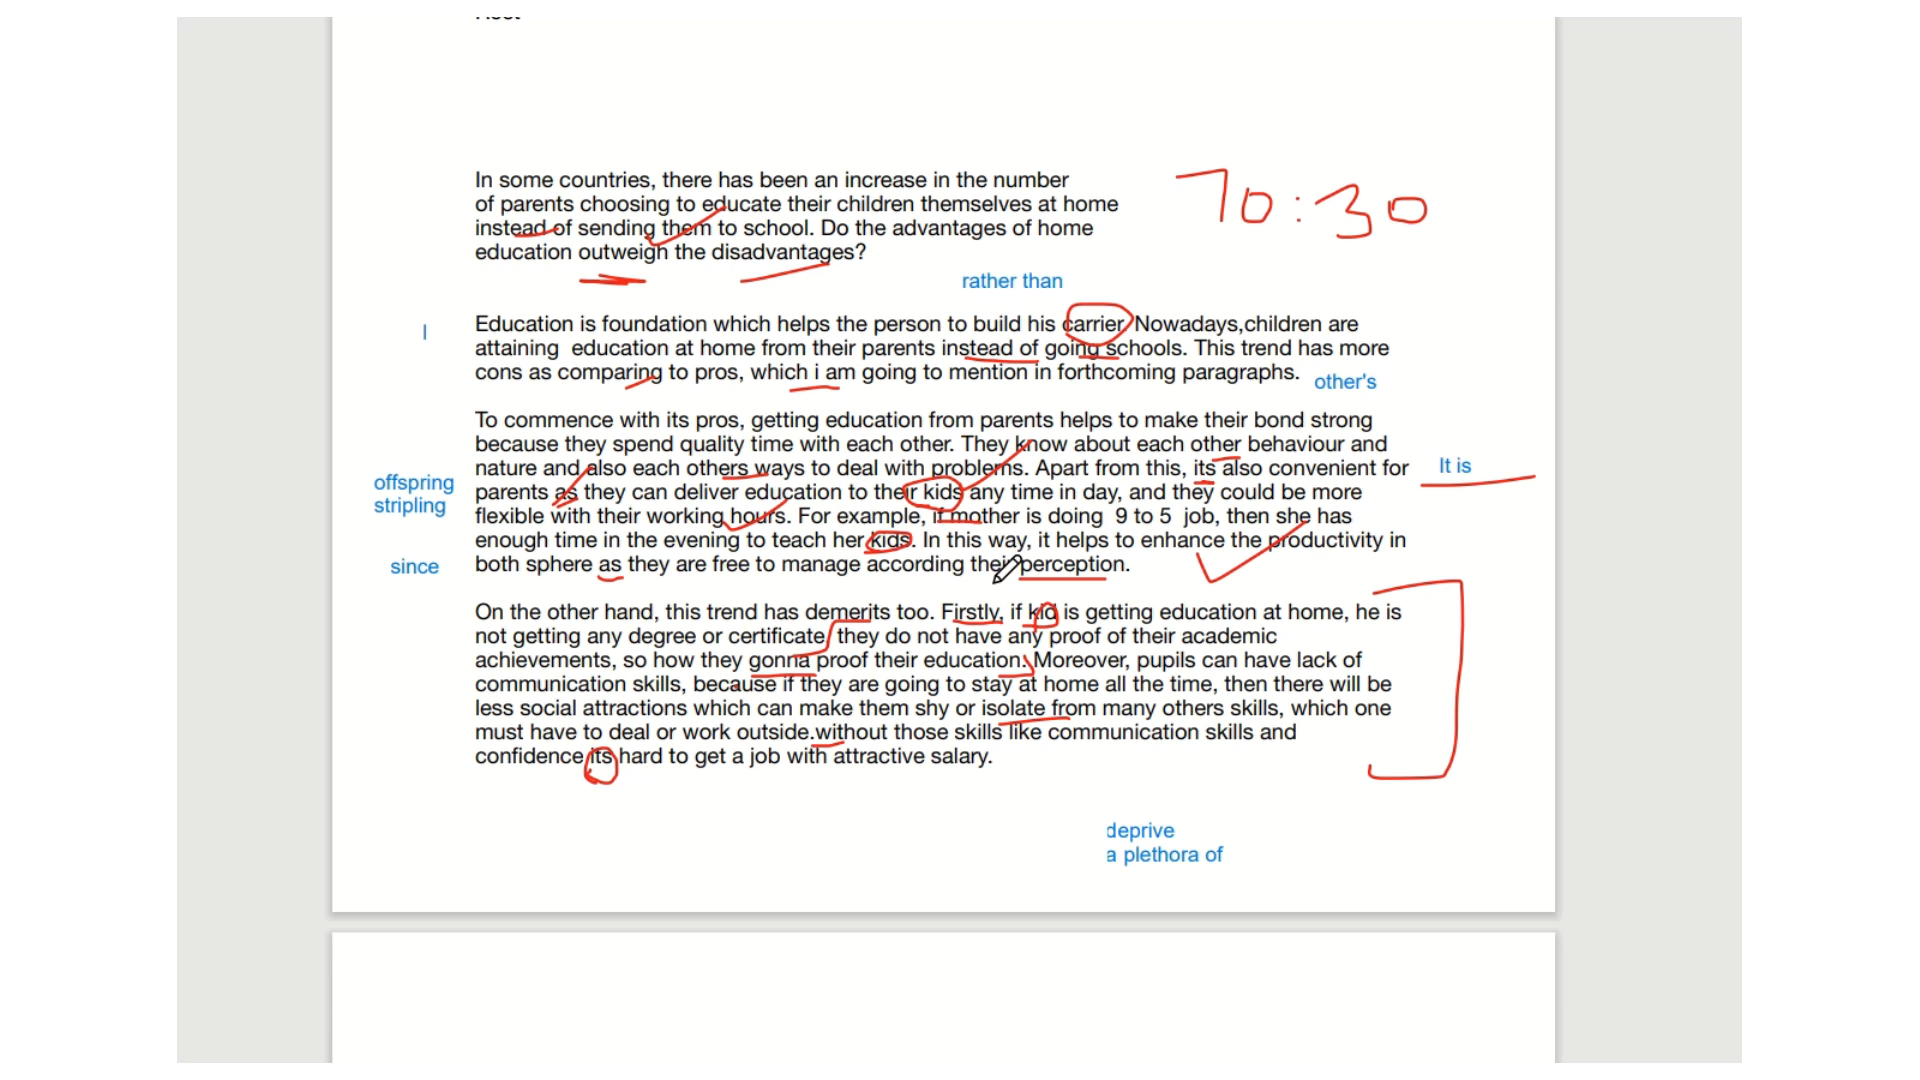 In some countries, there has been an increase in the number
of parents choosing to educate their children themselves at home
instead of sending them to school. Do the advantages of home
education outweigh the disadvantages?
70:30
rather than
I
Education is foundation which helps the person to build his carrier. Nowadays,children are
attaining education at home from their parents instead of going schools. This trend has more
cons as comparing to pros, which i am going to mention in forthcoming paragraphs.
other's
To commence with its pros, getting education from parents helps to make their bond strong
because they spend quality time with each other. They know about each other behaviour and
nature and also each others ways to deal with problems. Apart from this, its also convenient for
It is
offspring
stripling
parents as they can deliver education to their kids any time in day, and they could be more
flexible with their working hours. For example, if mother is doing 9 to 5 job, then she has
enough time in the evening to teach her kids. In this way, it helps to enhance the productivity in
since
both sphere as they are free to manage according their perception.
On the other hand, this trend has demerits too. Firstly, if kid is getting education at home, he is
not getting any degree or certificate, they do not have any proof of their academic
achievements, so how they gonna proof their education. Moreover, pupils can have lack of
communication skills, because if they are going to stay at home all the time, then there will be
less social attractions which can make them shy or isolate from many others skills, which one
must have to deal or work outside.without those skills like communication skills and
confidence its hard to get a job with attractive salary.
deprive
a plethora of